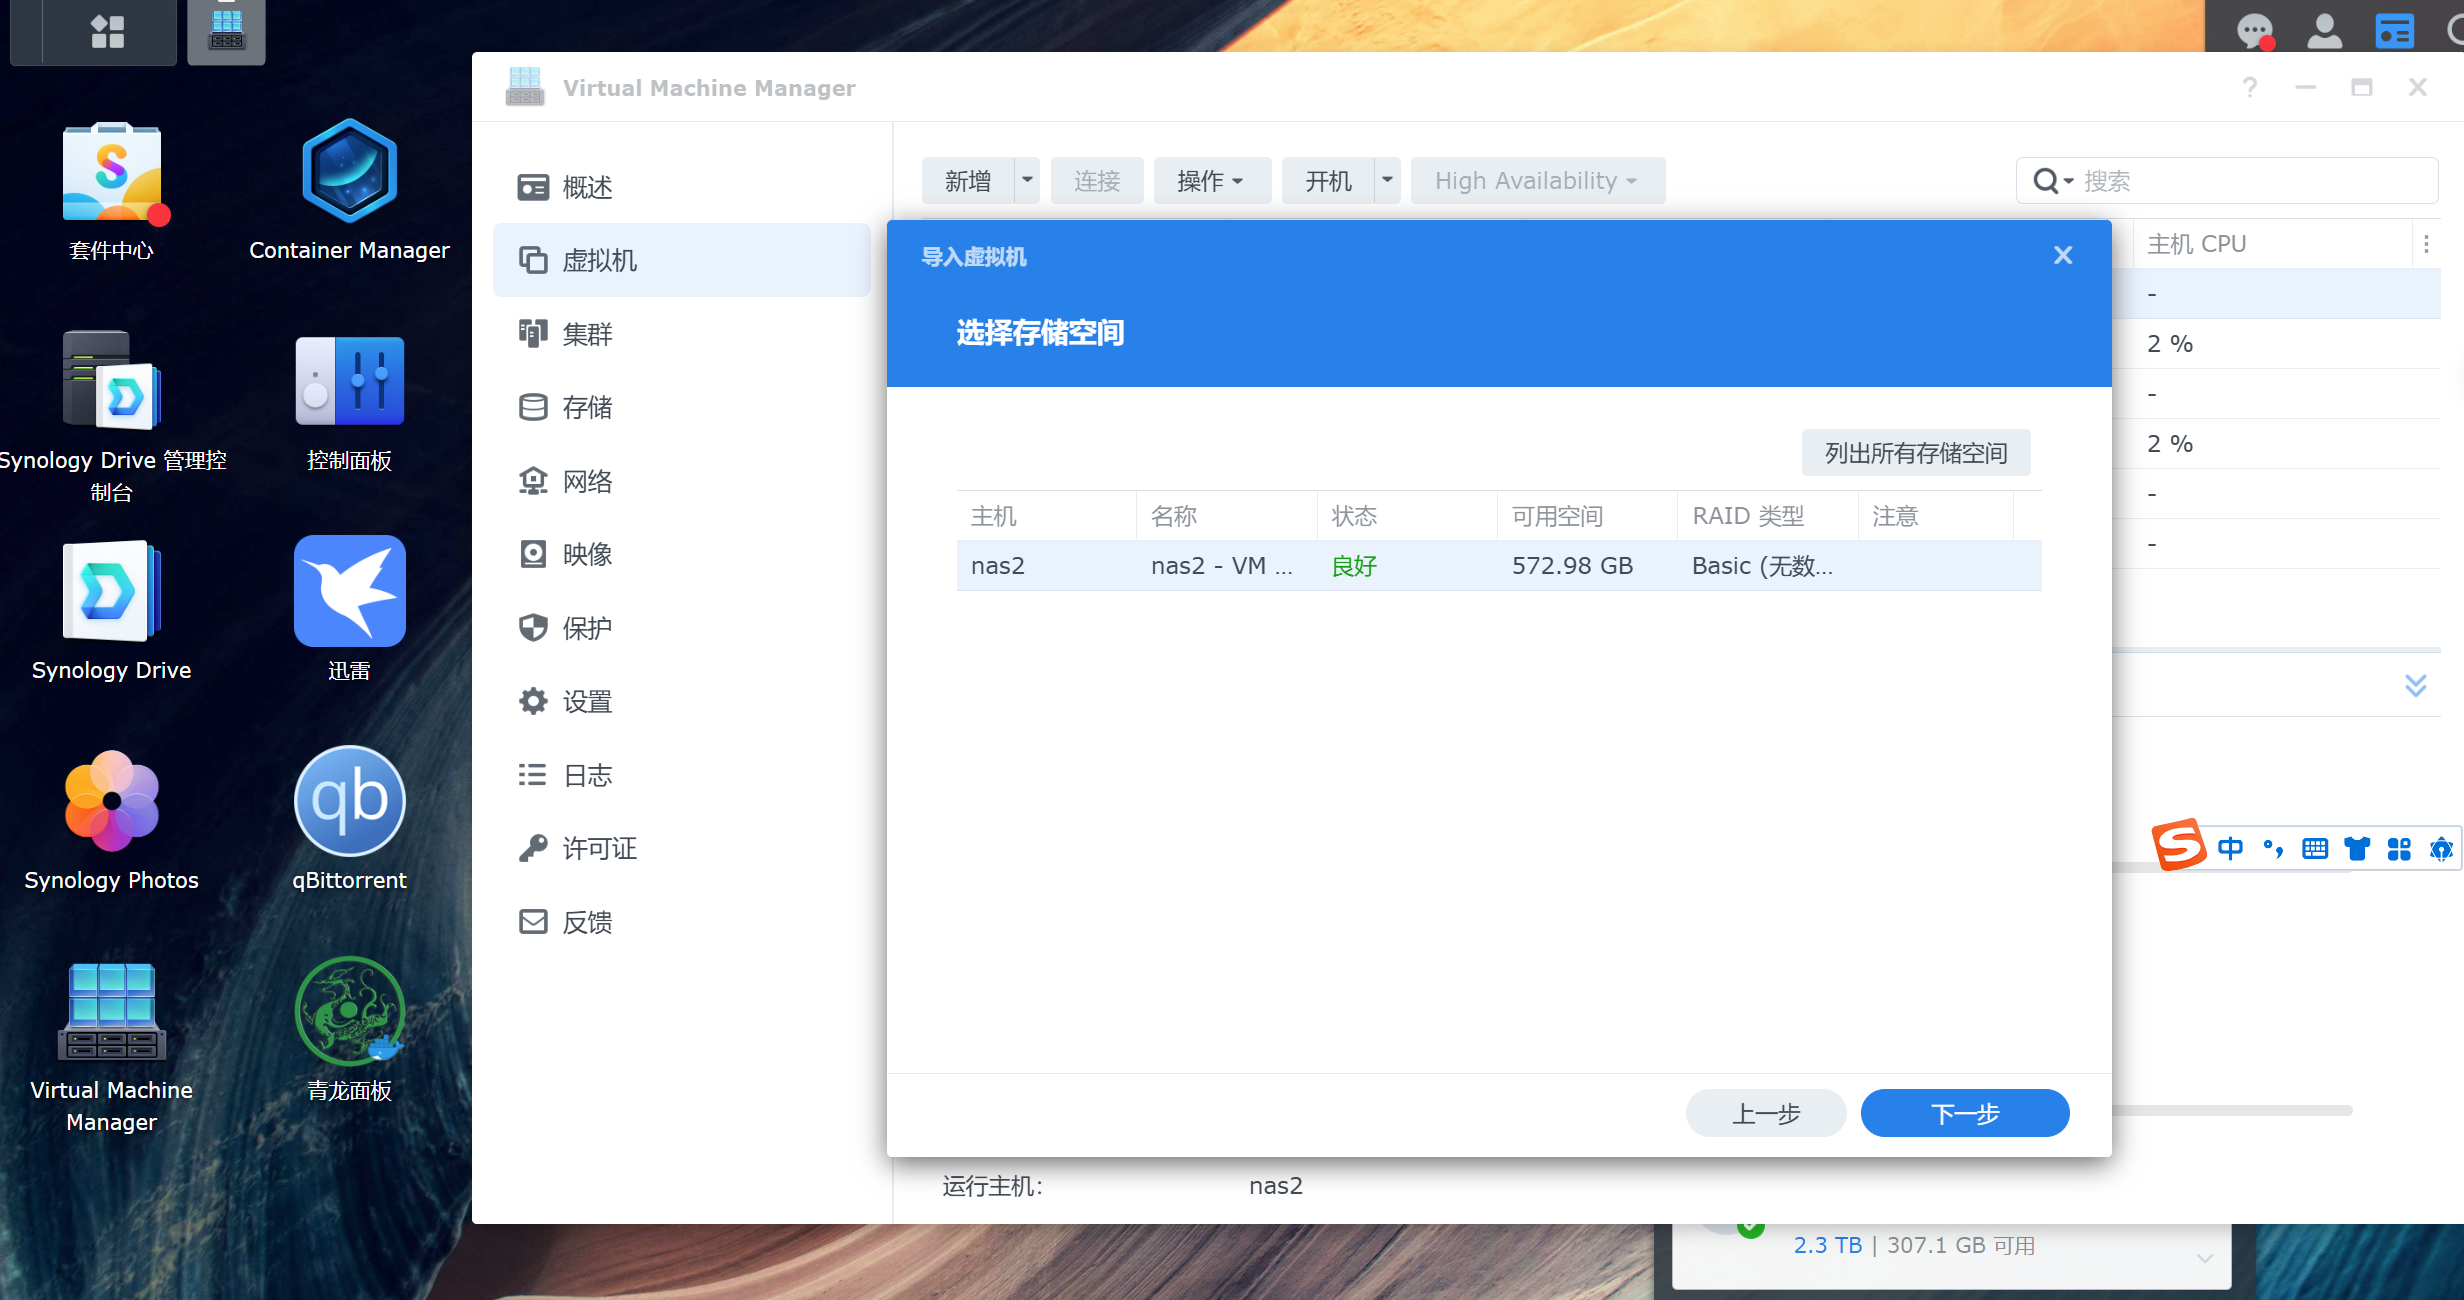 Virtual Machine Manager
?
套件中心
Container Manager
Synology Drive 管理控
制台
控制面板
Synology Drive
迅雷
Synology Photos
qb
qBittorrent
Virtual Machine
Manager
青龙面板
概述
虚拟机
集群
存储
网络
映像
保护
设置
日志
许可证
反馈
新增
连接
操作
开机
High Availability
搜索
主机 CPU
-
2 %
-
2 %
-
-
导入虚拟机
选择存储空间
列出所有存储空间
主机 名称 状态 可用空间 RAID 类型 注意
nas2 nas2 - VM ... 良好 572.98 GB Basic (无数...
上一步
下一步
运行主机: nas2
S 中
2.3 TB | 307.1 GB 可用